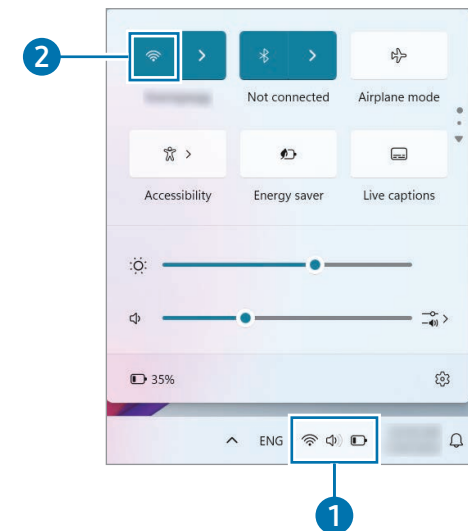 2
Not connected
Airplane mode
Accessibility
Energy saver
Live captions
35%
ENG
1